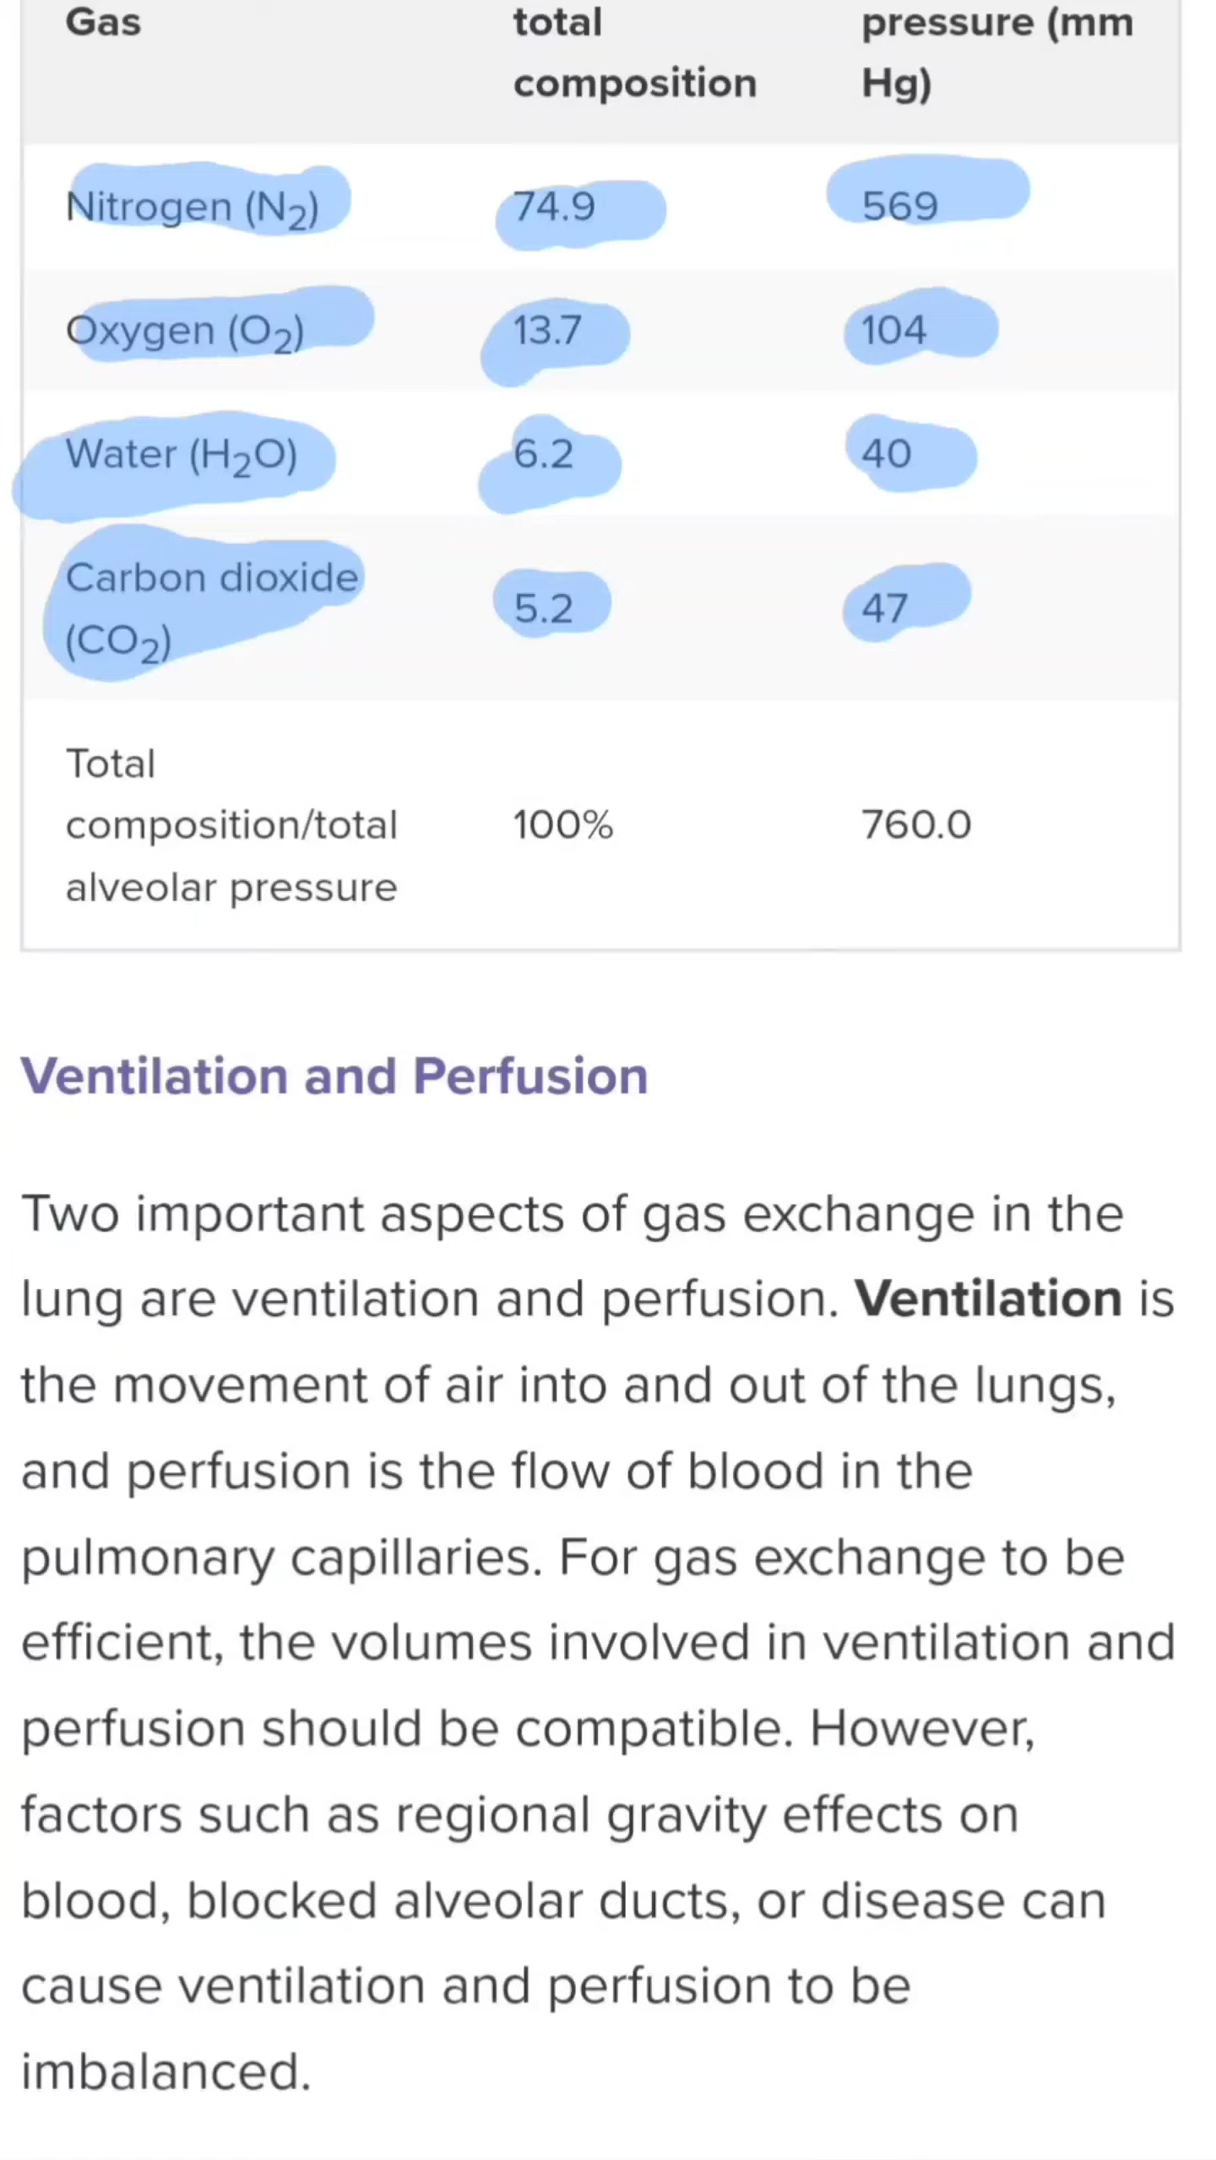 Gas total pressure (mm
composition Hg)
Nitrogen (N₂) 74.9 569
Oxygen (O₂) 13.7 104
Water (H₂O) 6.2 40
Carbon dioxide
(CO₂) 5.2 47
Total
composition/total 100% 760.0
alveolar pressure
Ventilation and Perfusion
Two important aspects of gas exchange in the
lung are ventilation and perfusion. Ventilation is
the movement of air into and out of the lungs,
and perfusion is the flow of blood in the
pulmonary capillaries. For gas exchange to be
efficient, the volumes involved in ventilation and
perfusion should be compatible. However,
factors such as regional gravity effects on
blood, blocked alveolar ducts, or disease can
cause ventilation and perfusion to be
imbalanced.